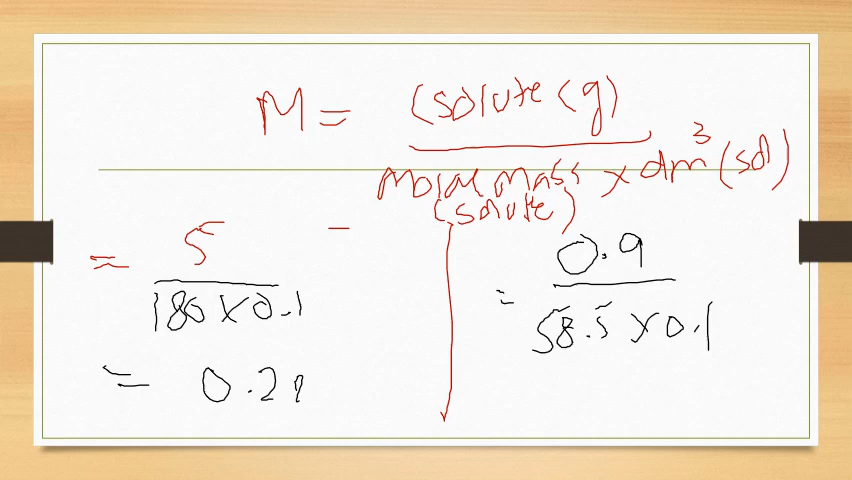 M = (solute (g)
molar mass x dm³ (sol)
(solute)
= 5
180 x 0.1
= 0.2
= 0.9
58.5 x 0.1